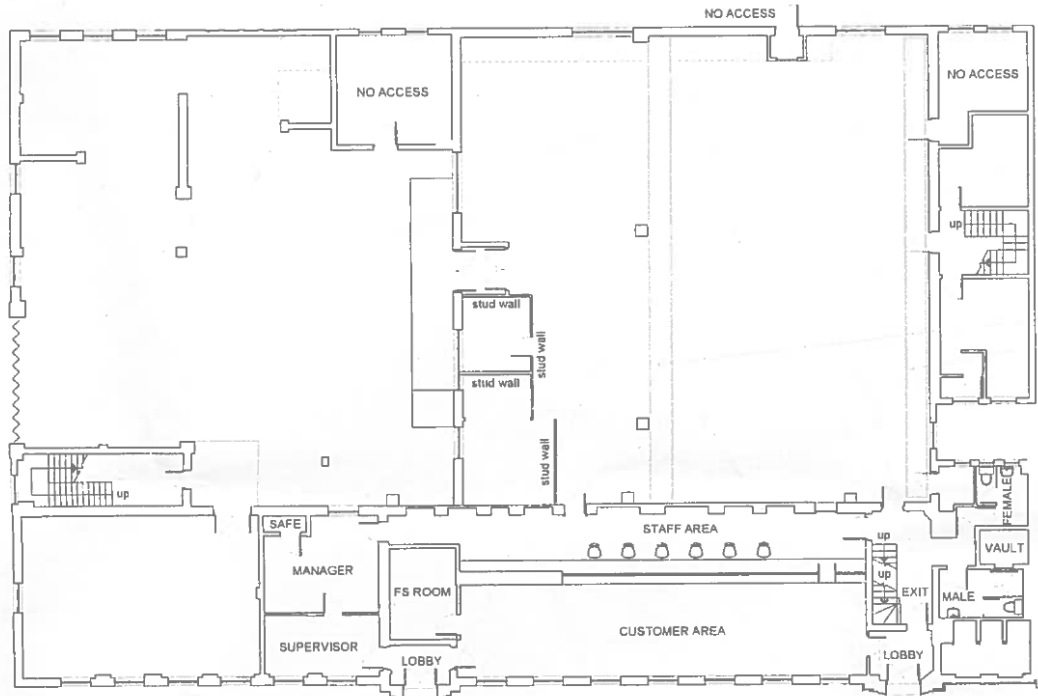 NO ACCESS
NO ACCESS
NO ACCESS
up
stud wall
stud wall
stud wall
stud wall
up
SAFE
STAFF AREA
FEMALE
up
VAULT
MANAGER
up
FS ROOM
EXIT
MALE
CUSTOMER AREA
SUPERVISOR
LOBBY
LOBBY